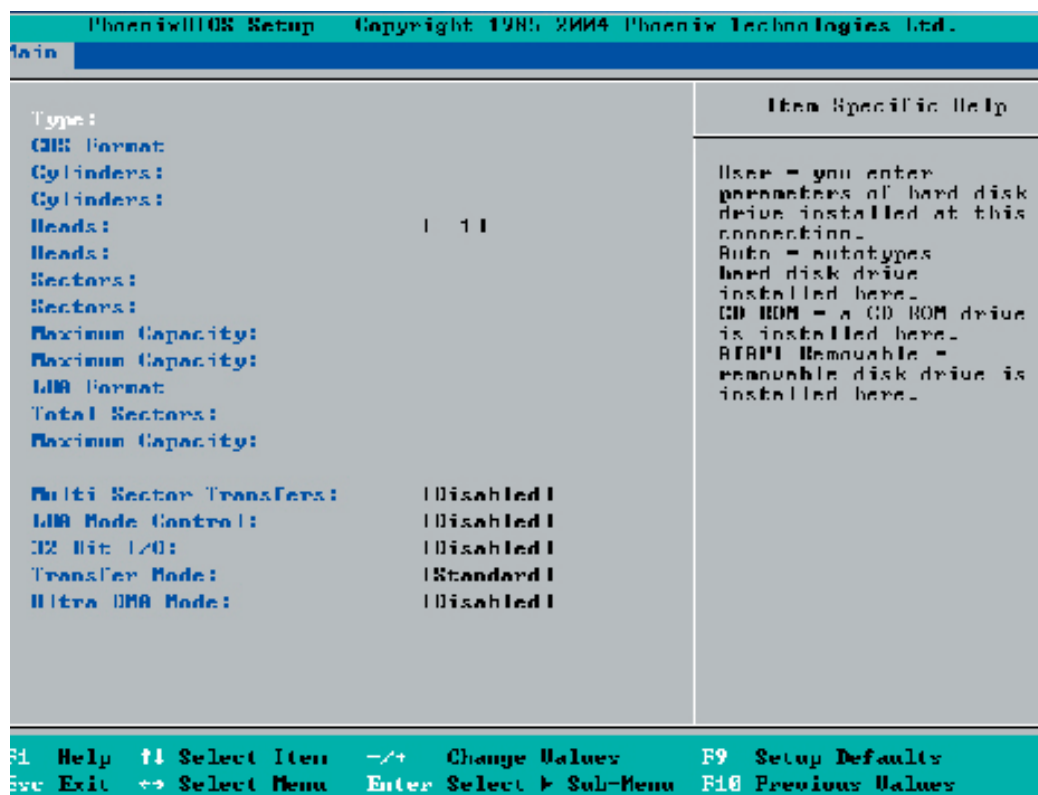 PhoenixBIOS Setup Copyright 1985-2004 Phoenix Technologies Ltd.
Main
Type:
CHS Format
Cylinders:
Cylinders:
Heads: [ 1]
Heads:
Sectors:
Sectors:
Maximum Capacity:
Maximum Capacity:
LBA Format
Total Sectors:
Maximum Capacity:
Multi-Sector Transfers: [Disabled]
LBA Mode Control: [Disabled]
32 Bit I/O: [Disabled]
Transfer Mode: [Standard]
Ultra DMA Mode: [Disabled]
Item Specific Help
User = you enter
parameters of hard disk
drive installed at this
connection.
Auto = autotypes
hard disk drive
installed here.
CD-ROM = a CD-ROM drive
is installed here.
ATAPI Removable =
removable disk drive is
installed here.
F1 Help ↑↓ Select Item -/+ Change Values F9 Setup Defaults
Esc Exit ↔ Select Menu Enter Select ▶ Sub-Menu F10 Previous Values